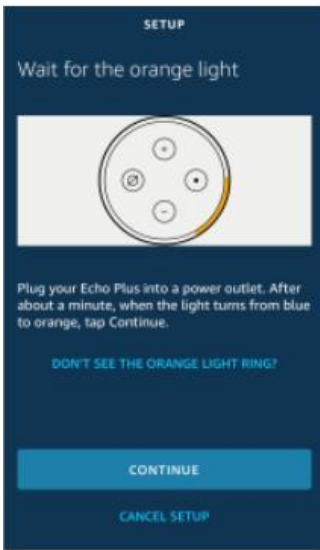 SETUP
Wait for the orange light
Plug your Echo Plus into a power outlet. After
about a minute, when the light turns from blue
to orange, tap Continue.
DON'T SEE THE ORANGE LIGHT RING?
CONTINUE
CANCEL SETUP